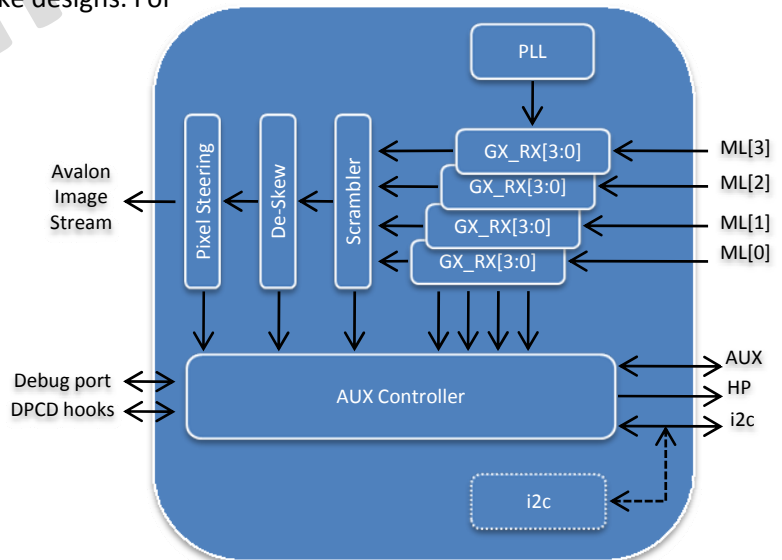 ke designs. For
PLL
GX_RX[3:0]
ML[3]
GX_RX[3:0]
ML[2]
GX_RX[3:0]
ML[1]
GX_RX[3:0]
ML[0]
Scrambler
De-Skew
Pixel Steering
Avalon
Image
Stream
AUX Controller
Debug port
DPCD hooks
AUX
HP
i2c
i2c